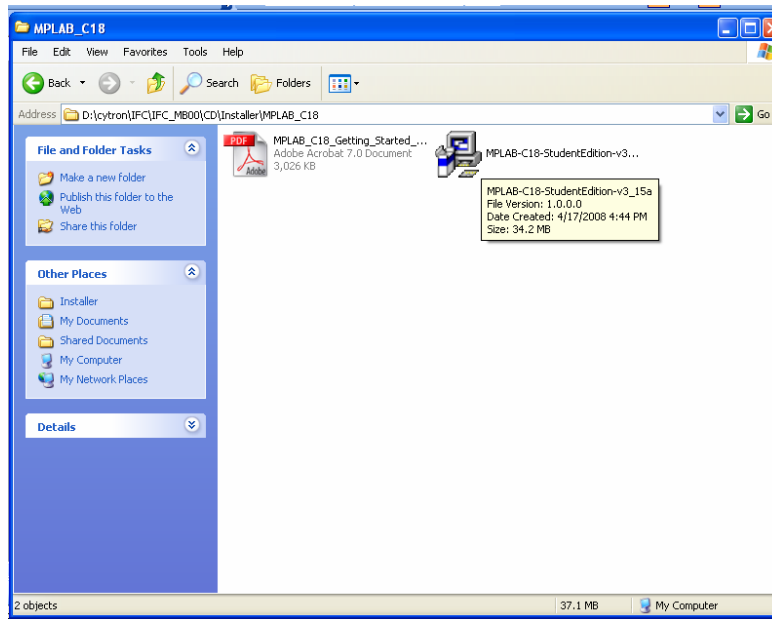 MPLAB_C18
File Edit View Favorites Tools Help
Back Search Folders
Address D:\cytron\IFC\IFC_MB00\CD\Installer\MPLAB_C18 Go
File and Folder Tasks
Make a new folder
Publish this folder to the
Web
Share this folder
Other Places
Installer
My Documents
Shared Documents
My Computer
My Network Places
Details
PDF
Adobe
MPLAB_C18_Getting_Started_...
Adobe Acrobat 7.0 Document
3,026 KB
MPLAB-C18-StudentEdition-v3...
MPLAB-C18-StudentEdition-v3_15a
File Version: 1.0.0.0
Date Created: 4/17/2008 4:44 PM
Size: 34.2 MB
2 objects 37.1 MB My Computer